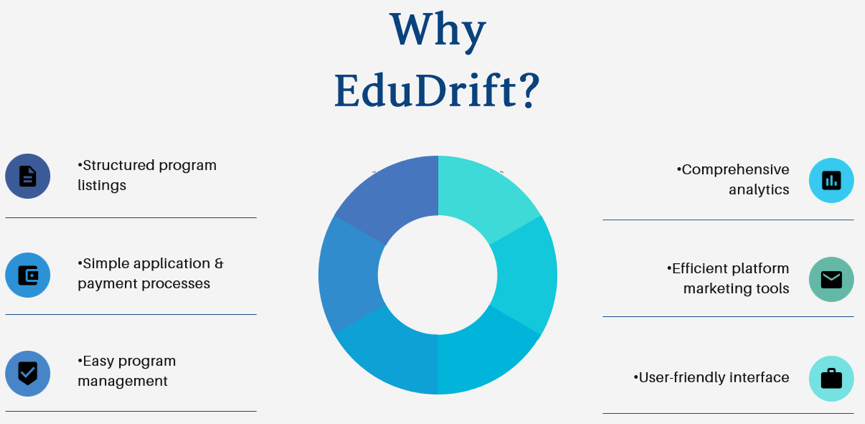 Why
EduDrift?
•Structured program
listings
•Simple application &
payment processes
•Easy program
management
•Comprehensive
analytics
•Efficient platform
marketing tools
•User-friendly interface